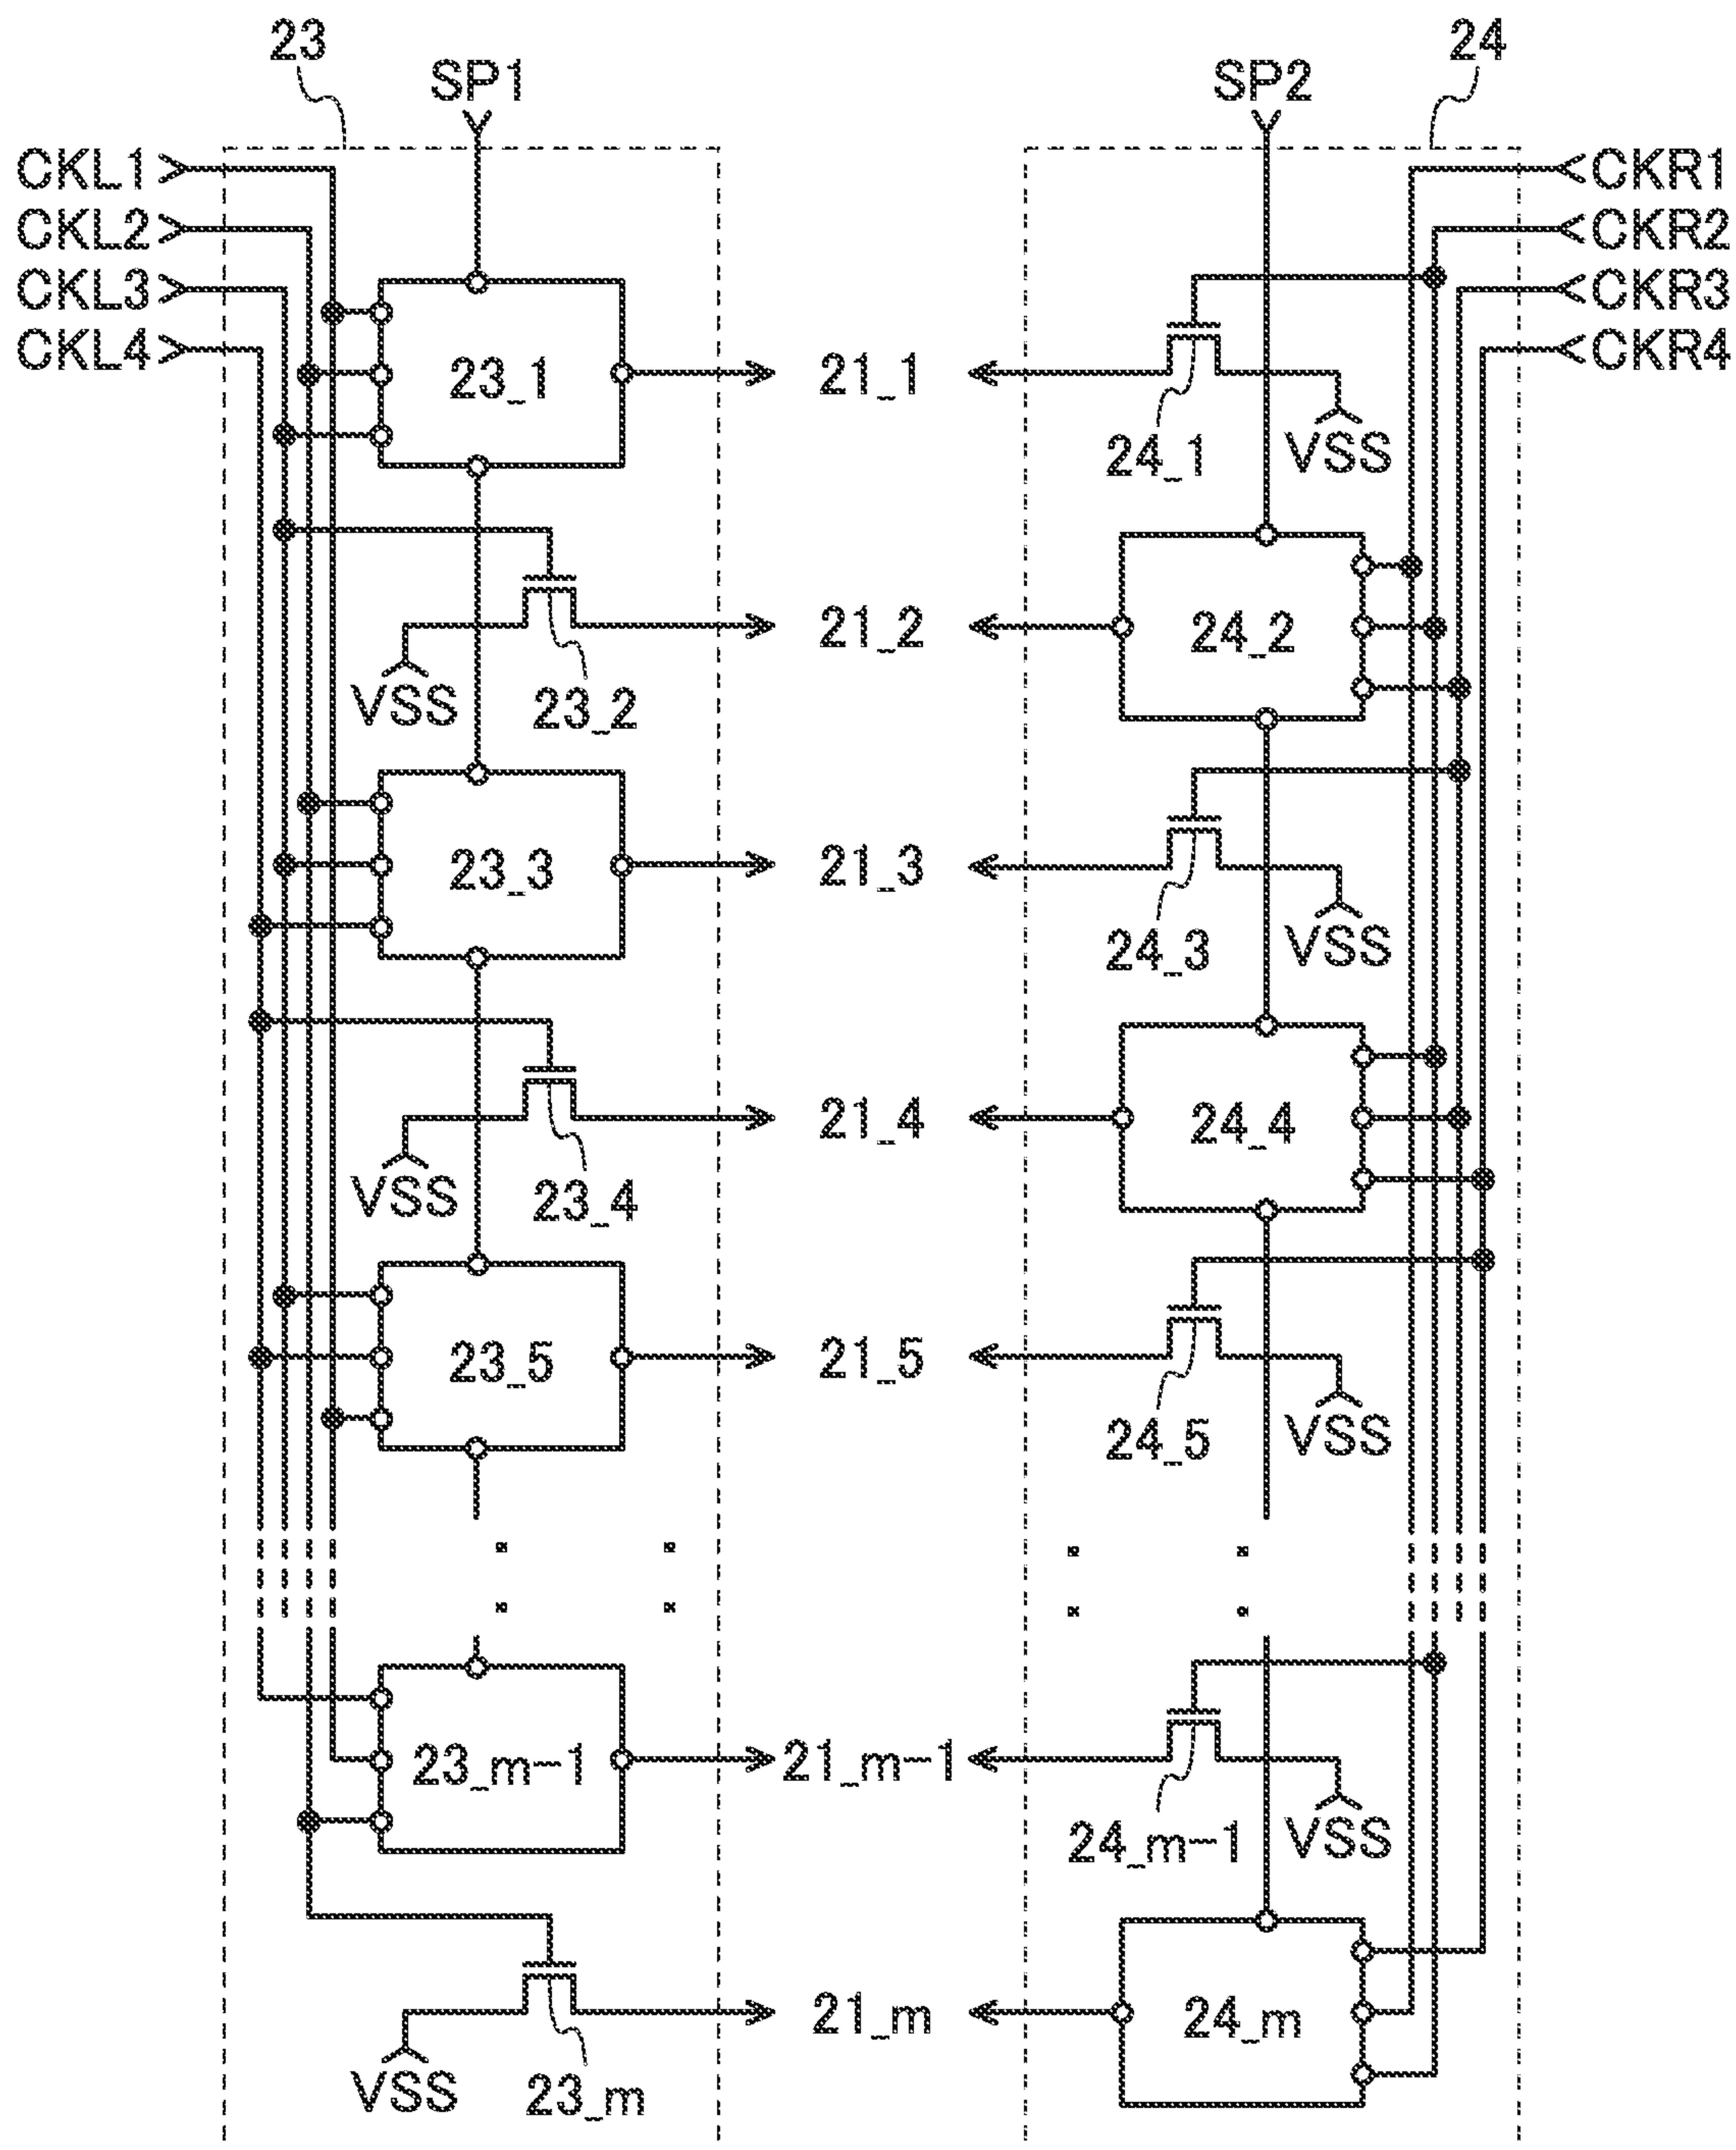 23
24
SP1
SP2
CKL1
CKR1
CKL2
CKR2
CKL3
CKR3
CKL4
CKR4
23_1
21_1
24_1
VSS
21_2
24_2
VSS
23_2
23_3
21_3
24_3
VSS
21_4
24_4
VSS
23_4
23_5
21_5
24_5
VSS
23_m-1
21_m-1
24_m-1
VSS
21_m
24_m
VSS
23_m